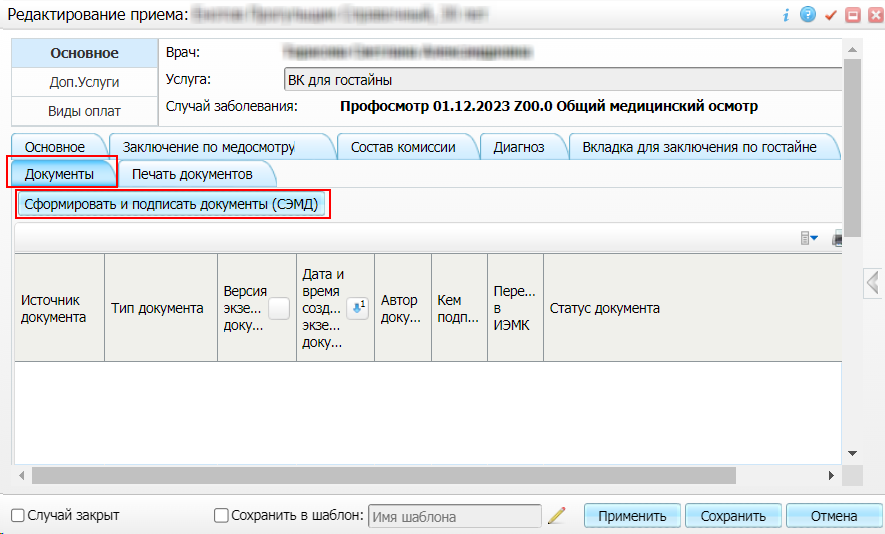 Редактирование приема:
Основное
Доп.Услуги
Виды оплат
Врач:
Услуга: ВК для гостайны
Случай заболевания: Профосмотр 01.12.2023 Z00.0 Общий медицинский осмотр
Основное Заключение по медосмотру Состав комиссии Диагноз Вкладка для заключения по гостайне
Документы Печать документов
Сформировать и подписать документы (СЭМД)
Источник
документа
Тип документа
Версия
экзе...
доку...
Дата и
время
созд...
экзе...
доку...
1
Автор
доку...
Кем
подп...
Пере...
в
ИЭМК
Статус документа
Случай закрыт Сохранить в шаблон: Имя шаблона Применить Сохранить Отмена